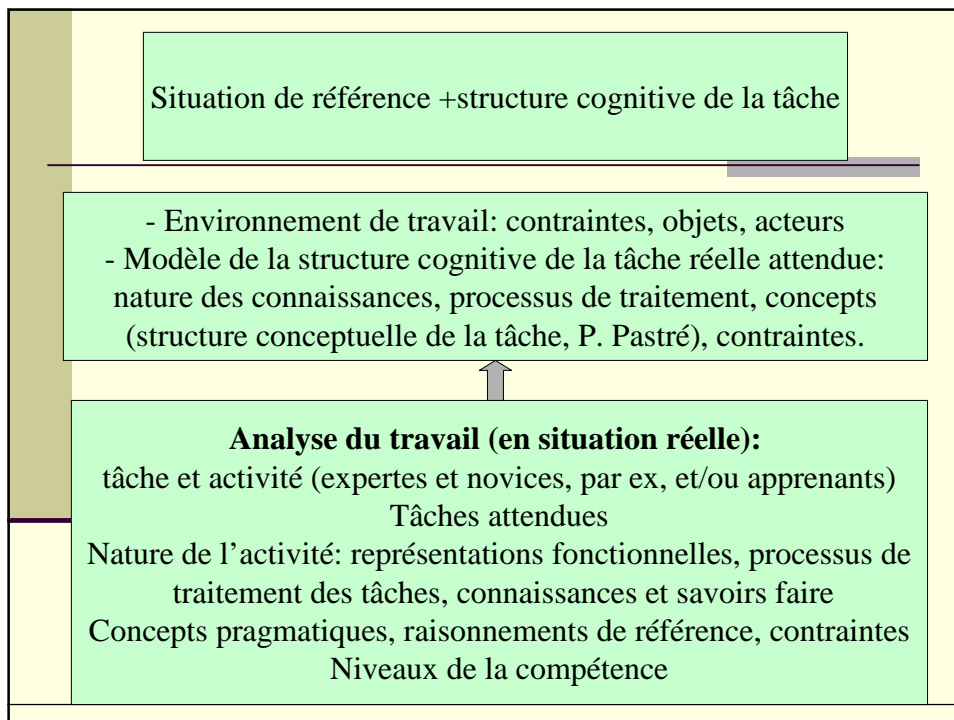 Situation de référence +structure cognitive de la tâche
- Environnement de travail: contraintes, objets, acteurs
- Modèle de la structure cognitive de la tâche réelle attendue:
nature des connaissances, processus de traitement, concepts
(structure conceptuelle de la tâche, P. Pastré), contraintes.
Analyse du travail (en situation réelle):
tâche et activité (expertes et novices, par ex, et/ou apprenants)
Tâches attendues
Nature de l’activité: représentations fonctionnelles, processus de
traitement des tâches, connaissances et savoirs faire
Concepts pragmatiques, raisonnements de référence, contraintes
Niveaux de la compétence